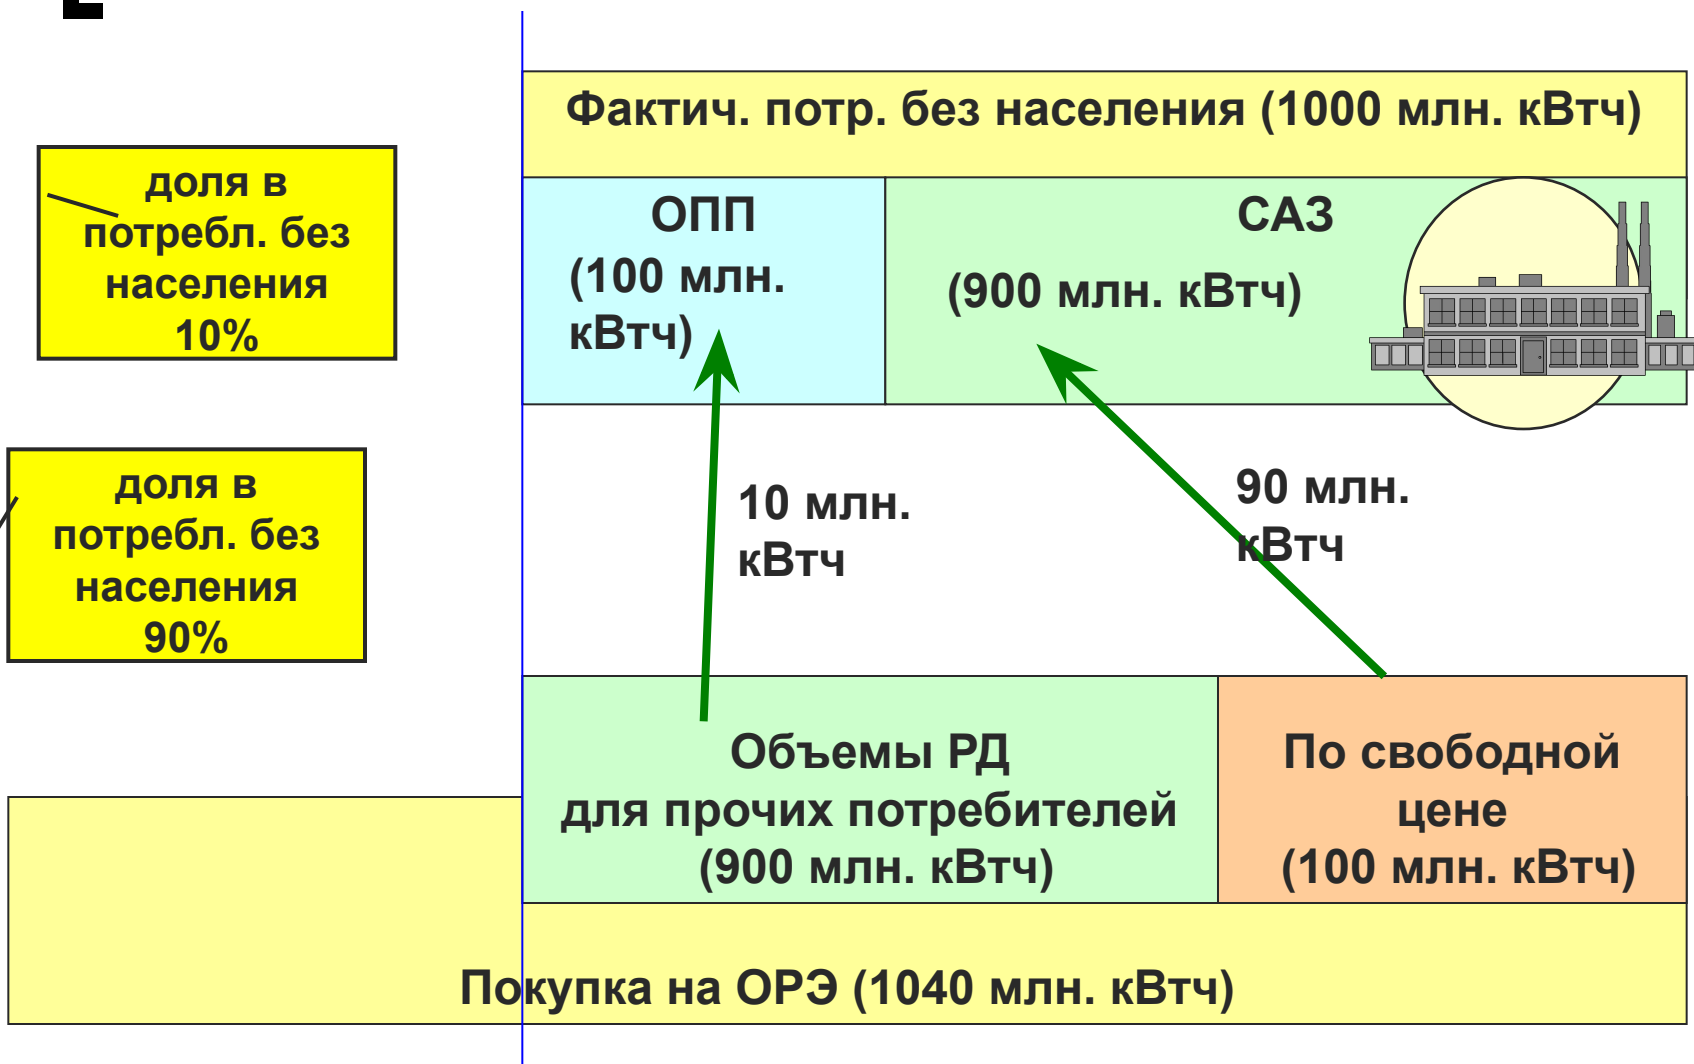 Фактич. потр. без населения (1000 млн. кВтч)
доля в
потребл. без
населения
10%
ОПП
(100 млн.
кВтч)
САЗ
(900 млн. кВтч)
доля в
потребл. без
населения
90%
10 млн.
кВтч
90 млн.
кВтч
Объемы РД
для прочих потребителей
(900 млн. кВтч)
По свободной
цене
(100 млн. кВтч)
Покупка на ОРЭ (1040 млн. кВтч)